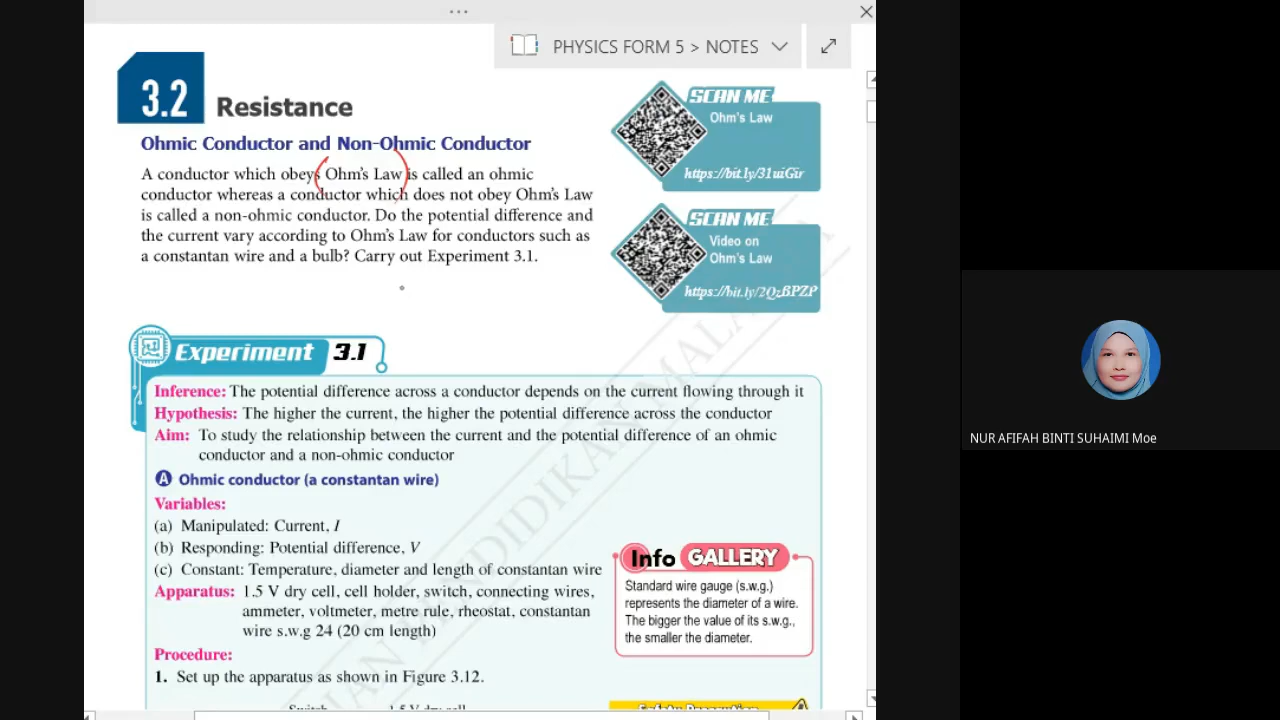 PHYSICS FORM 5 > NOTES
3.2 Resistance
SCAN ME
Ohm's Law
https://bit.ly/31uiGir
Ohmic Conductor and Non-Ohmic Conductor
A conductor which obeys Ohm's Law is called an ohmic
conductor whereas a conductor which does not obey Ohm's Law
is called a non-ohmic conductor. Do the potential difference and
the current vary according to Ohm's Law for conductors such as
a constantan wire and a bulb? Carry out Experiment 3.1.
SCAN ME
Video on
Ohm's Law
https://bit.ly/2QzBPZP
Experiment 3.1
Inference: The potential difference across a conductor depends on the current flowing through it
Hypothesis: The higher the current, the higher the potential difference across the conductor
Aim: To study the relationship between the current and the potential difference of an ohmic
conductor and a non-ohmic conductor
A Ohmic conductor (a constantan wire)
Variables:
(a) Manipulated: Current, I
(b) Responding: Potential difference, V
(c) Constant: Temperature, diameter and length of constantan wire
Apparatus: 1.5 V dry cell, cell holder, switch, connecting wires,
ammeter, voltmeter, metre rule, rheostat, constantan
wire s.w.g 24 (20 cm length)
Procedure:
1. Set up the apparatus as shown in Figure 3.12.
Switch 1.5 V dry cell
Info GALLERY
Standard wire gauge (s.w.g.)
represents the diameter of a wire.
The bigger the value of its s.w.g.,
the smaller the diameter.
Safety Precaution
NUR AFIFAH BINTI SUHAIMI Moe